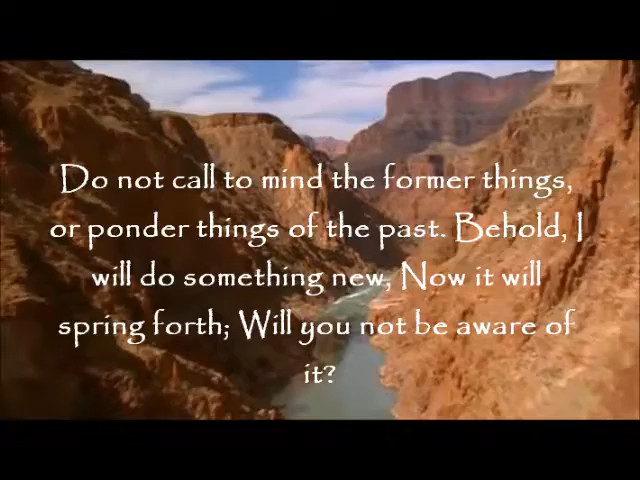 Do not call to mind the former things,
or ponder things of the past. Behold, I
will do something new, Now it will
spring forth; Will you not be aware of
it?